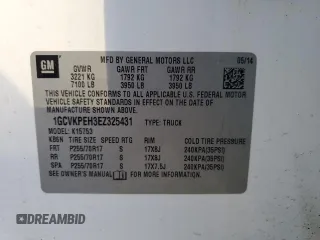 GM
MFD BY GENERAL MOTORS LLC 05/14
GVWR GAWR FRT GAWR RR
3221 KG 1792 KG 1792 KG
7100 LB 3950 LB 3950 LB
THIS VEHICLE CONFORMS TO ALL APPLICABLE U.S. FEDERAL MOTOR
VEHICLE SAFETY STANDARDS IN EFFECT ON THE DATE OF
MANUFACTURE SHOWN ABOVE.
1GCVKPEH3EZ325431 TYPE: TRUCK
MODEL: K15753
TIRE SIZE SPEED RTG RIM COLD TIRE PRESSURE
FRT P255/70R17 S 17X8J 240KPA(35PSI)
RR P255/70R17 S 17X8J 240KPA(35PSI)
SPA P255/70R17 S 17X7.5J 240KPA(35PSI)
SEE OWNER'S MANUAL FOR ADDITIONAL INFORMATION.
DREAMBID